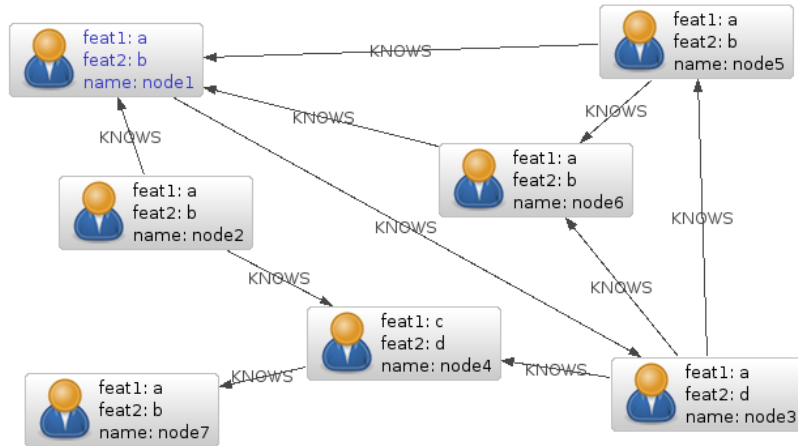 feat1: a
feat2: b
name: node1
KNOWS
feat1: a
feat2: b
name: node5
KNOWS
KNOWS
KNOWS
feat1: a
feat2: b
name: node6
feat1: a
feat2: b
name: node2
KNOWS
KNOWS
KNOWS
KNOWS
feat1: c
feat2: d
name: node4
KNOWS
feat1: a
feat2: d
name: node3
KNOWS
feat1: a
feat2: b
name: node7